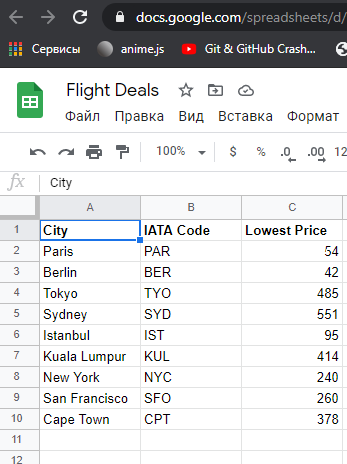 docs.google.com/spreadsheets/d/
Сервисы anime.js Git & GitHub Crash...
Flight Deals
Файл Правка Вид Вставка Формат
100% $ % .0 .00 12
fx City
A B C
1 City IATA Code Lowest Price
2 Paris PAR 54
3 Berlin BER 42
4 Tokyo TYO 485
5 Sydney SYD 551
6 Istanbul IST 95
7 Kuala Lumpur KUL 414
8 New York NYC 240
9 San Francisco SFO 260
10 Cape Town CPT 378
11
12